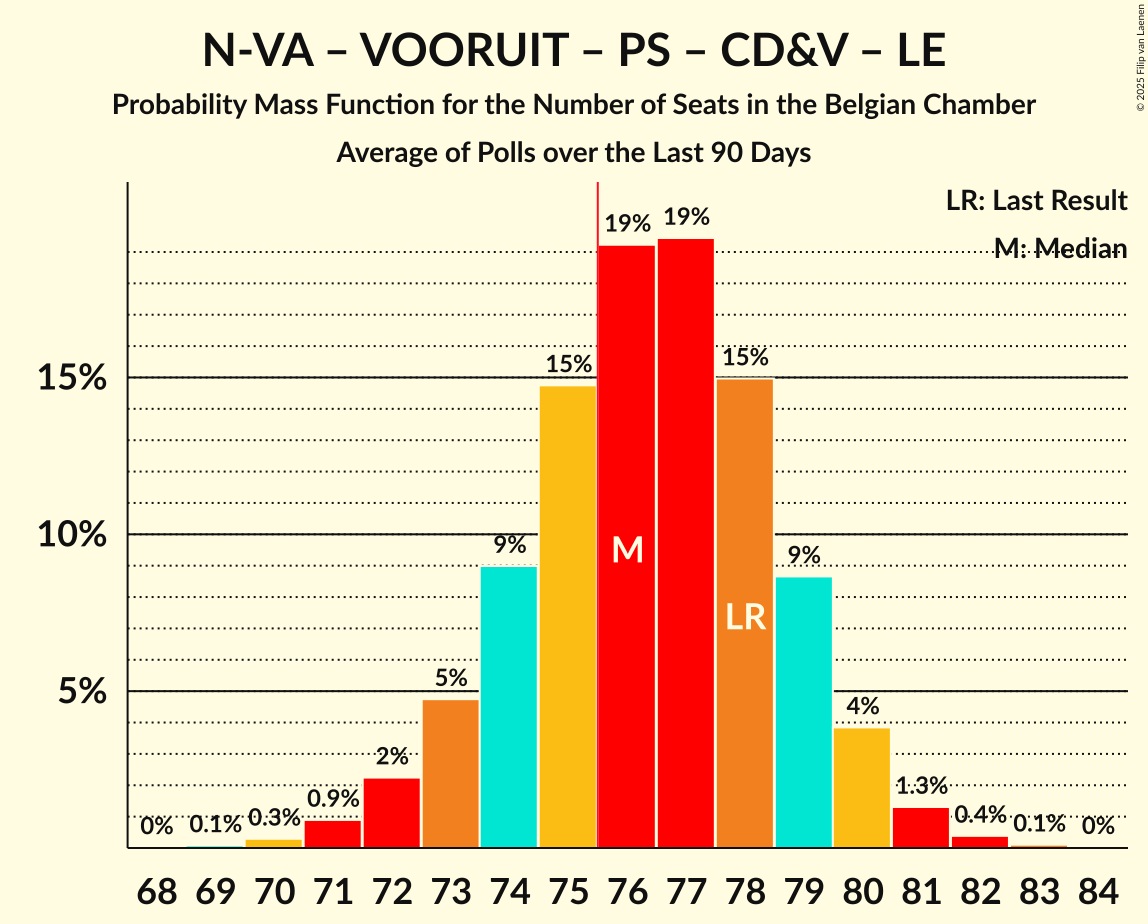 N-VA – VOORUIT – PS – CD&V – LE
Probability Mass Function for the Number of Seats in the Belgian Chamber
Average of Polls over the Last 90 Days
© 2025 Filip van Laenen
LR: Last Result
M: Median
15%
10%
5%
0%
0.1%
0.3%
0.9%
2%
5%
9%
15%
19%
19%
15%
9%
4%
1.3%
0.4%
0.1%
0%
M
LR
68 69 70 71 72 73 74 75 76 77 78 79 80 81 82 83 84